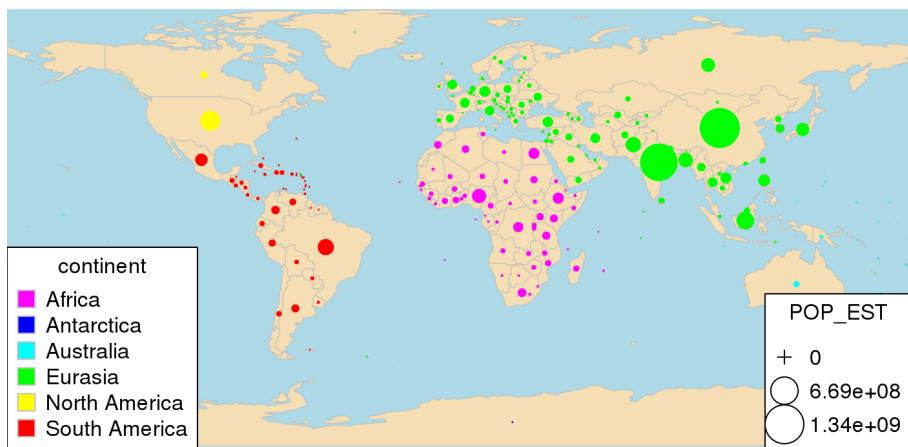 continent
Africa
Antarctica
Australia
Eurasia
North America
South America
POP_EST
0
6.69e+08
1.34e+09